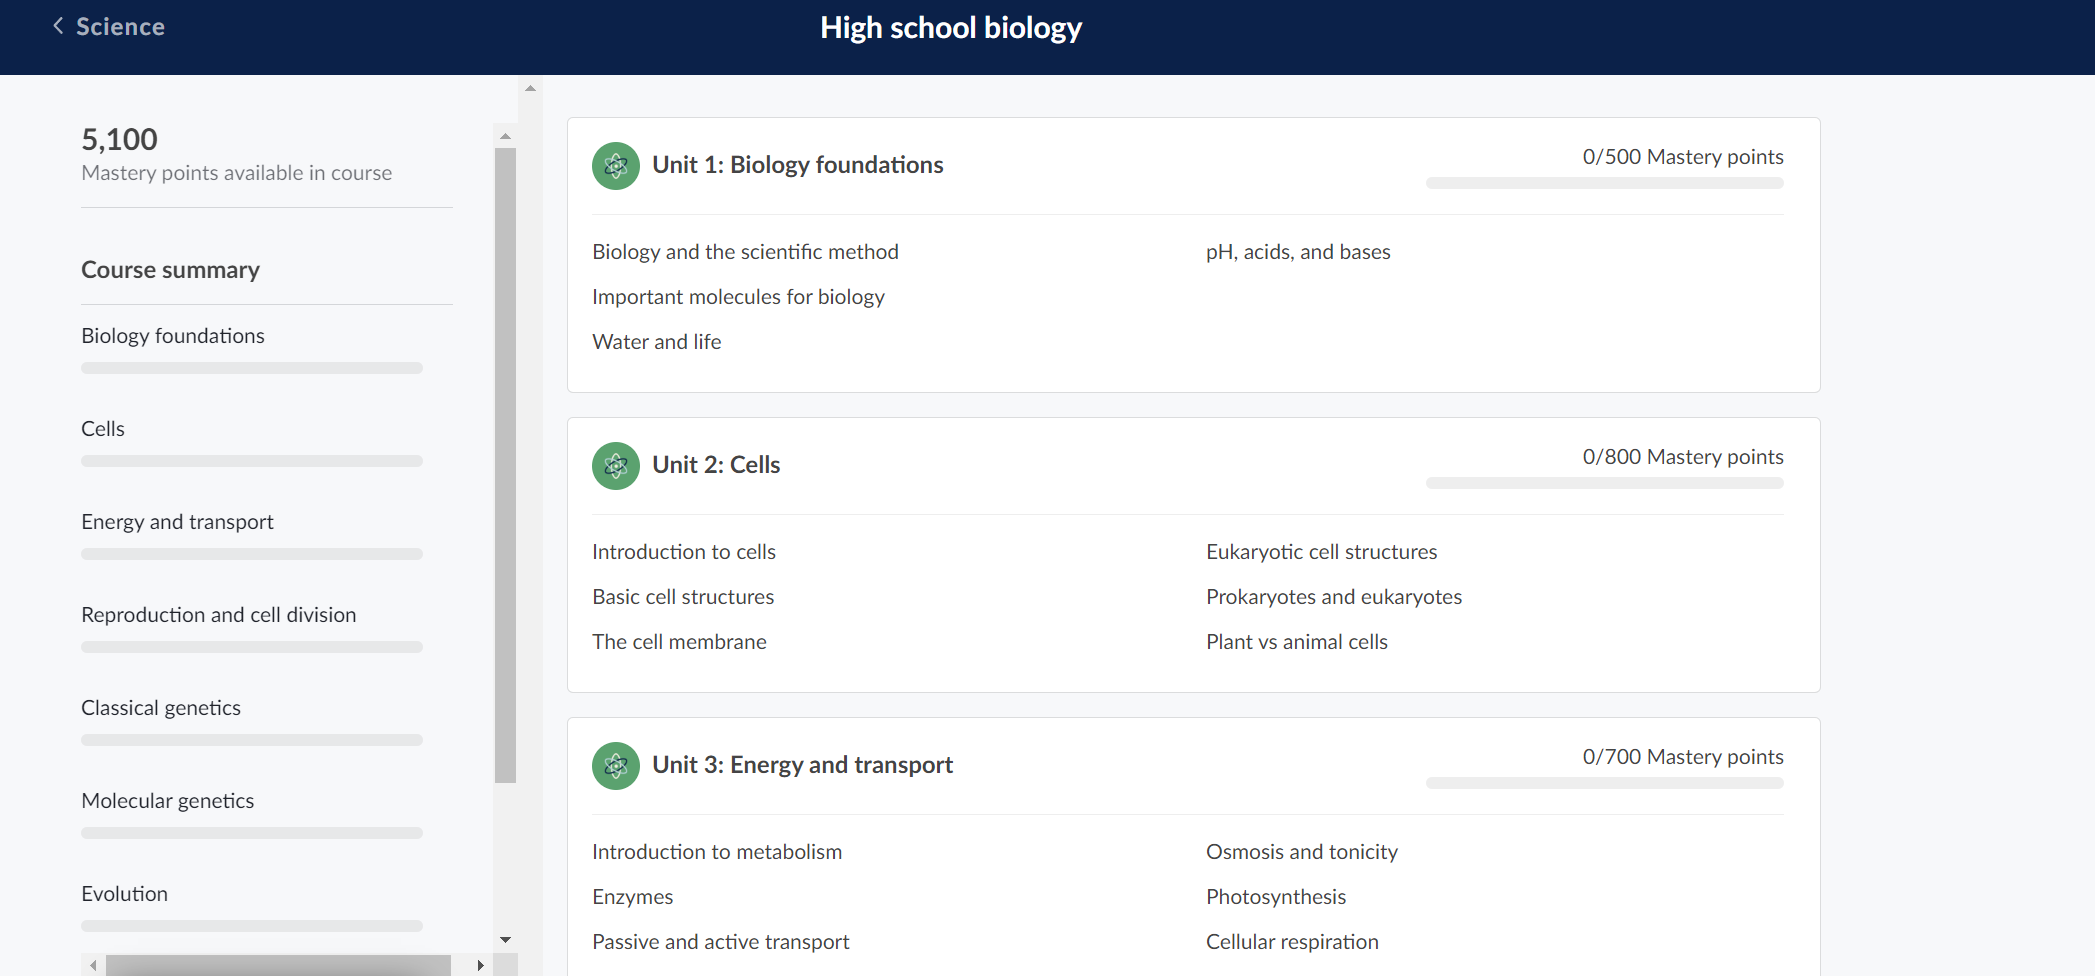 Science
High school biology
5,100
Mastery points available in course
Course summary
Biology foundations
Cells
Energy and transport
Reproduction and cell division
Classical genetics
Molecular genetics
Evolution
Unit 1: Biology foundations
0/500 Mastery points
Biology and the scientific method
Important molecules for biology
Water and life
pH, acids, and bases
Unit 2: Cells
0/800 Mastery points
Introduction to cells
Basic cell structures
The cell membrane
Eukaryotic cell structures
Prokaryotes and eukaryotes
Plant vs animal cells
Unit 3: Energy and transport
0/700 Mastery points
Introduction to metabolism
Enzymes
Passive and active transport
Osmosis and tonicity
Photosynthesis
Cellular respiration